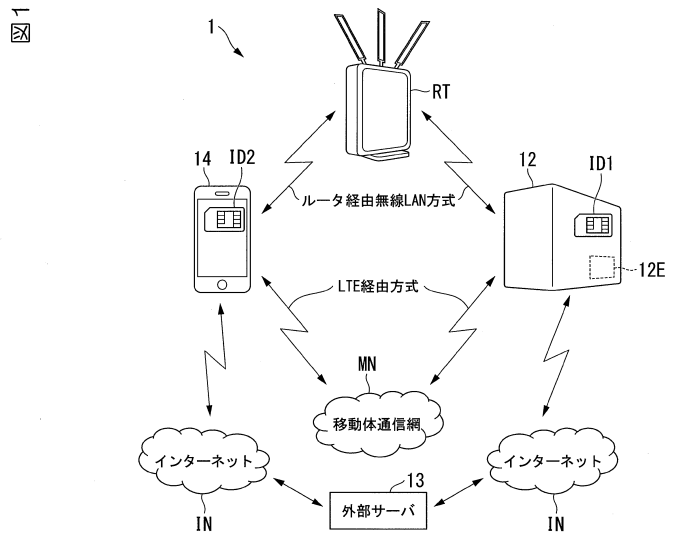 図1
1
RT
14
ID2
12
ID1
ルータ経由無線LAN方式
12E
LTE経由方式
MN
移動体通信網
インターネット
インターネット
13
外部サーバ
IN
IN